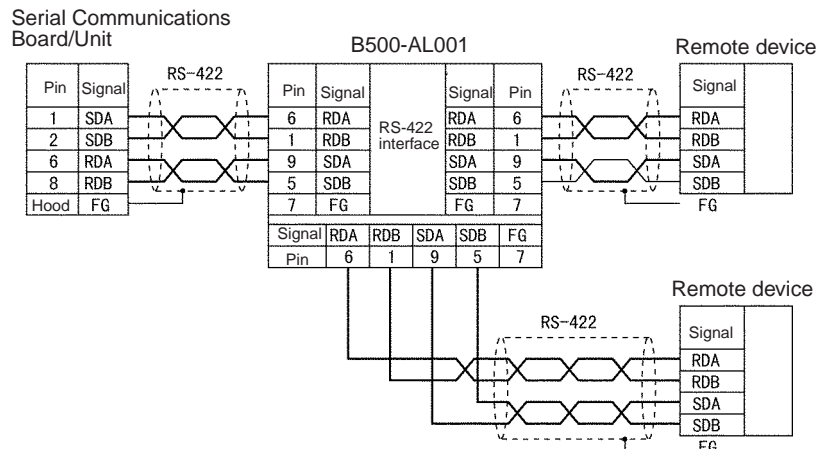 Serial Communications
Board/Unit
B500-AL001
Remote device
RS-422
RS-422
Pin Signal
1 SDA
2 SDB
6 RDA
8 RDB
Hood FG
Pin Signal
6 RDA
1 RDB
9 SDA
5 SDB
7 FG
RS-422
interface
Signal Pin
RDA 6
RDB 1
SDA 9
SDB 5
FG 7
Signal
RDA
RDB
SDA
SDB
FG
Signal RDA RDB SDA SDB FG
Pin 6 1 9 5 7
Remote device
RS-422
Signal
RDA
RDB
SDA
SDB
FG